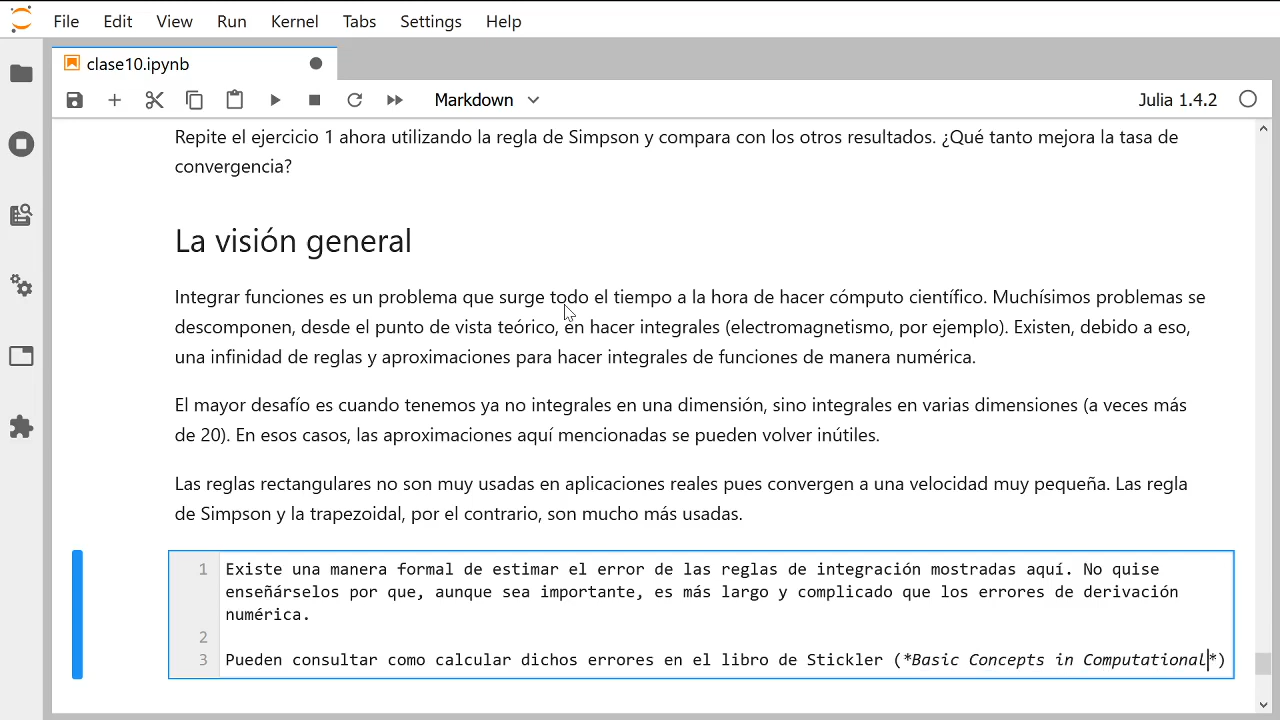 File Edit View Run Kernel Tabs Settings Help
clase10.ipynb
Markdown
Julia 1.4.2
Repite el ejercicio 1 ahora utilizando la regla de Simpson y compara con los otros resultados. ¿Qué tanto mejora la tasa de
convergencia?
La visión general
Integrar funciones es un problema que surge todo el tiempo a la hora de hacer cómputo científico. Muchísimos problemas se
descomponen, desde el punto de vista teórico, en hacer integrales (electromagnetismo, por ejemplo). Existen, debido a eso,
una infinidad de reglas y aproximaciones para hacer integrales de funciones de manera numérica.
El mayor desafío es cuando tenemos ya no integrales en una dimensión, sino integrales en varias dimensiones (a veces más
de 20). En esos casos, las aproximaciones aquí mencionadas se pueden volver inútiles.
Las reglas rectangulares no son muy usadas en aplicaciones reales pues convergen a una velocidad muy pequeña. Las regla
de Simpson y la trapezoidal, por el contrario, son mucho más usadas.
1 Existe una manera formal de estimar el error de las reglas de integración mostradas aquí. No quise
enseñárselos por que, aunque sea importante, es más largo y complicado que los errores de derivación
numérica.
2
3 Pueden consultar como calcular dichos errores en el libro de Stickler (*Basic Concepts in Computational*)